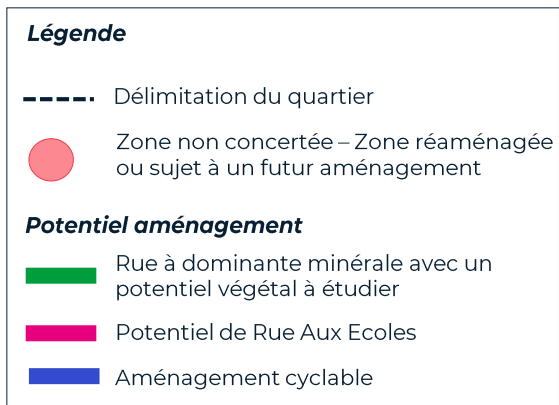 Légende
Délimitation du quartier
Zone non concertée – Zone réaménagée
ou sujet à un futur aménagement
Potentiel aménagement
Rue à dominante minérale avec un
potentiel végétal à étudier
Potentiel de Rue Aux Ecoles
Aménagement cyclable